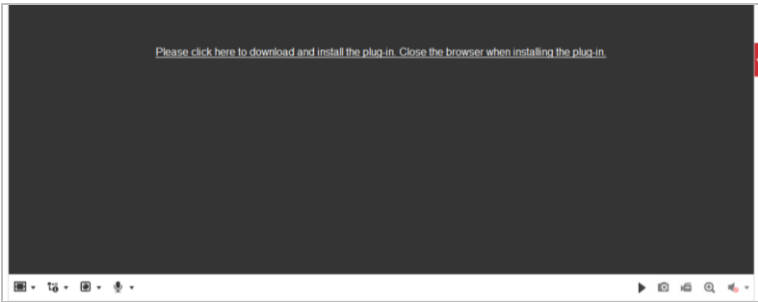 Please click here to download and install the plug-in. Close the browser when installing the plug-in.